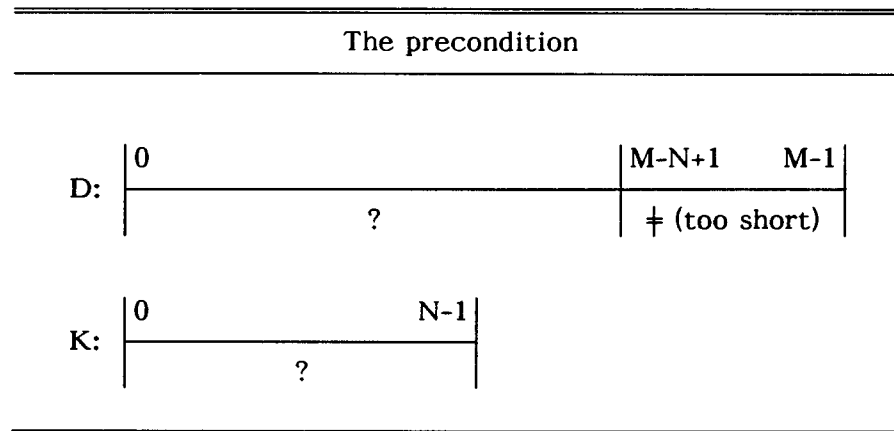 The precondition
0 M-N+1 M-1
D:
? ≠ (too short)
0 N-1
K:
?